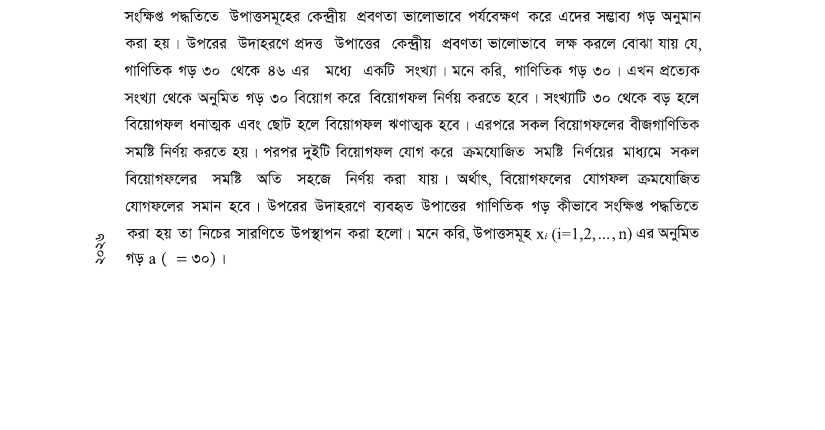 সংক্ষিপ্ত পদ্ধতিতে উপাত্তসমূহের কেন্দ্রীয় প্রবণতা ভালোভাবে পর্যবেক্ষণ করে এদের সম্ভাব্য গড় অনুমান
করা হয়। উপরের উদাহরণে প্রদত্ত উপাত্তের কেন্দ্রীয় প্রবণতা ভালোভাবে লক্ষ করলে বোঝা যায় যে,
গাণিতিক গড় ৩০ থেকে ৪৬ এর মধ্যে একটি সংখ্যা। মনে করি, গাণিতিক গড় ৩০। এখন প্রত্যেক
সংখ্যা থেকে অনুমিত গড় ৩০ বিয়োগ করে বিয়োগফল নির্ণয় করতে হবে। সংখ্যাটি ৩০ থেকে বড় হলে
বিয়োগফল ধনাত্মক এবং ছোট হলে বিয়োগফল ঋণাত্মক হবে। এরপরে সকল বিয়োগফলের বীজগাণিতিক
সমষ্টি নির্ণয় করতে হয়। পরপর দুইটি বিয়োগফল যোগ করে ক্রমযোজিত সমষ্টি নির্ণয়ের মাধ্যমে সকল
বিয়োগফলের সমষ্টি অতি সহজে নির্ণয় করা যায়। অর্থাৎ, বিয়োগফলের যোগফল ক্রমযোজিত
যোগফলের সমান হবে। উপরের উদাহরণে ব্যবহৃত উপাত্তের গাণিতিক গড় কীভাবে সংক্ষিপ্ত পদ্ধতিতে
করা হয় তা নিচের সারণিতে উপস্থাপন করা হলো। মনে করি, উপাত্তসমূহ xᵢ (i=1,2,...,n) এর অনুমিত
গড় a ( = ৩০)।
২০২৬